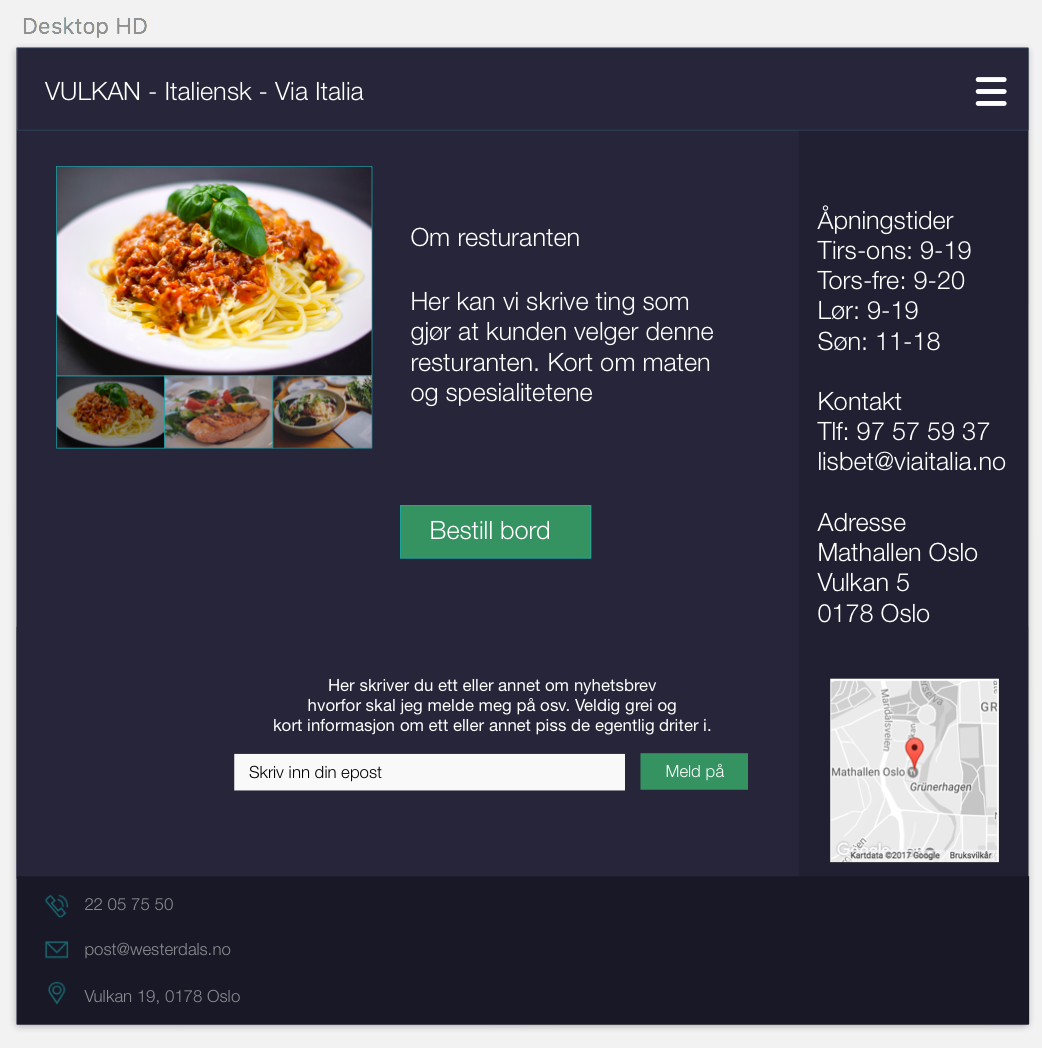 Desktop HD
VULKAN - Italiensk - Via Italia
Om resturanten
Her kan vi skrive ting som
gjør at kunden velger denne
resturanten. Kort om maten
og spesialitetene
Bestill bord
Her skriver du ett eller annet om nyhetsbrev
hvorfor skal jeg melde meg på osv. Veldig grei og
kort informasjon om ett eller annet piss de egentlig driter i.
Skriv inn din epost
Meld på
Åpningstider
Tirs-ons: 9-19
Tors-fre: 9-20
Lør: 9-19
Søn: 11-18
Kontakt
Tlf: 97 57 59 37
lisbet@viaitalia.no
Adresse
Mathallen Oslo
Vulkan 5
0178 Oslo
Mandalsveien
GR
Mathallen Oslo
Grünerhagen
Google
Kartdata ©2017 Google Bruksvilkår
22 05 75 50
post@westerdals.no
Vulkan 19, 0178 Oslo